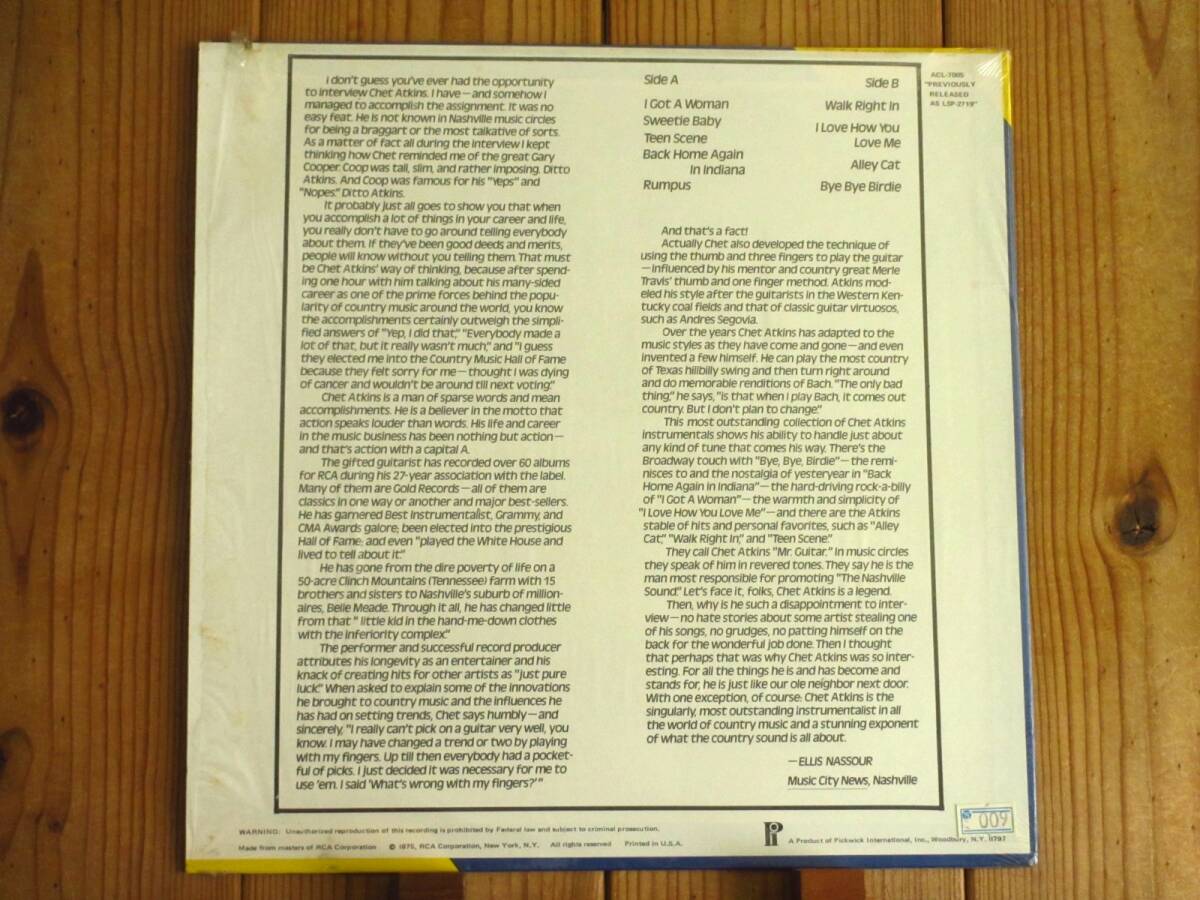 I don't guess you've ever had the opportunity
to interview Chet Atkins. I have—and somehow I
managed to accomplish the assignment. It was no
easy feat. He is not known in Nashville music circles
for being a braggart or the most talkative of sorts.
As a matter of fact all during the interview I kept
thinking how Chet reminded me of the great Gary
Cooper. Coop was tall, slim, and rather imposing. Ditto
Atkins. And Coop was famous for his "Yeps" and
"Nopes." Ditto Atkins.
It probably just all goes to show you that when
you accomplish a lot of things in your career and life,
you really don't have to go around telling everybody
about them. If they've been good deeds and merits,
people will know without you telling them. That must
be Chet Atkins' way of thinking, because after spend-
ing one hour with him talking about his many-sided
career as one of the prime forces behind the popu-
larity of country music around the world, you know
the accomplishments certainly outweigh the simpli-
fied answers of "Yep, I did that," "Everybody made a
lot of that, but it really wasn't much," and "I guess
they elected me into the Country Music Hall of Fame
because they felt sorry for me—thought I was dying
of cancer and wouldn't be around till next voting."
Chet Atkins is a man of sparse words and mean
accomplishments. He is a believer in the motto that
action speaks louder than words. His life and career
in the music business has been nothing but action—
and that's action with a capital A.
The gifted guitarist has recorded over 60 albums
for RCA during his 27-year association with the label.
Many of them are Gold Records—all of them are
classics in one way or another and major best-sellers.
He has garnered Best Instrumentalist, Grammy, and
CMA Awards galore; been elected into the prestigious
Hall of Fame; and even "played the White House and
lived to tell about it."
He has gone from the dire poverty of life on a
50-acre Clinch Mountains (Tennessee) farm with 15
brothers and sisters to Nashville's suburb of million-
aires, Belle Meade. Through it all, he has changed little
from that " little kid in the hand-me-down clothes
with the inferiority complex."
The performer and successful record producer
attributes his longevity as an entertainer and his
knack of creating hits for other artists as "just pure
luck." When asked to explain some of the innovations
he brought to country music and the influences he
has had on setting trends, Chet says humbly—and
sincerely, "I really can't pick on a guitar very well, you
know. I may have changed a trend or two by playing
with my fingers. Up till then everybody had a pocket-
ful of picks. I just decided it was necessary for me to
use 'em. I said 'What's wrong with my fingers?'"
Side A
I Got A Woman
Sweetie Baby
Teen Scene
Back Home Again
In Indiana
Rumpus
Side B
Walk Right In
I Love How You
Love Me
Alley Cat
Bye Bye Birdie
ACL-7005
"PREVIOUSLY
RELEASED
AS LSP-2719"
And that's a fact!
Actually Chet also developed the technique of
using the thumb and three fingers to play the guitar
—influenced by his mentor and country great Merle
Travis' thumb and one finger method. Atkins mod-
eled his style after the guitarists in the Western Ken-
tucky coal fields and that of classic guitar virtuosos,
such as Andres Segovia.
Over the years Chet Atkins has adapted to the
music styles as they have come and gone—and even
invented a few himself. He can play the most country
of Texas hillbilly swing and then turn right around
and do memorable renditions of Bach. "The only bad
thing," he says, "is that when I play Bach, it comes out
country. But I don't plan to change."
This most outstanding collection of Chet Atkins
instrumentals shows his ability to handle just about
any kind of tune that comes his way. There's the
Broadway touch with "Bye, Bye, Birdie"—the remi-
nisces to and the nostalgia of yesteryear in "Back
Home Again in Indiana"—the hard-driving rock-a-billy
of "I Got A Woman"—the warmth and simplicity of
"I Love How You Love Me"—and there are the Atkins
stable of hits and personal favorites, such as "Alley
Cat," "Walk Right In," and "Teen Scene."
They call Chet Atkins "Mr. Guitar." In music circles
they speak of him in revered tones. They say he is the
man most responsible for promoting "The Nashville
Sound." Let's face it, folks, Chet Atkins is a legend.
Then, why is he such a disappointment to inter-
view—no hate stories about some artist stealing one
of his songs, no grudges, no patting himself on the
back for the wonderful job done. Then I thought
that perhaps that was why Chet Atkins was so inter-
esting. For all the things he is and has become and
stands for, he is just like our ole neighbor next door.
With one exception, of course: Chet Atkins is the
singularly, most outstanding instrumentalist in all
the world of country music and a stunning exponent
of what the country sound is all about.
—ELLIS NASSOUR
Music City News, Nashville
009
WARNING: Unauthorized reproduction of this recording is prohibited by Federal law and subject to criminal prosecution.
Made from masters of RCA Corporation © 1975, RCA Corporation, New York, N.Y. All rights reserved Printed in U.S.A.
A Product of Pickwick International, Inc., Woodbury, N.Y. 11797